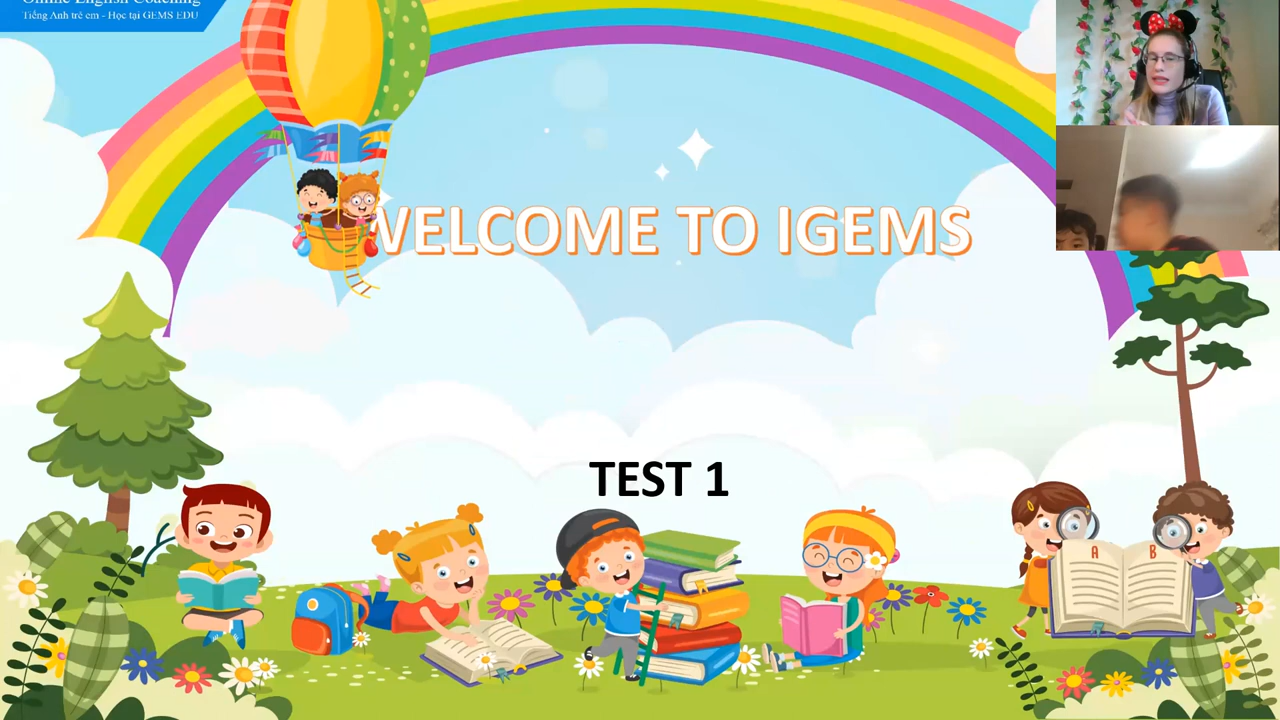 Online English Coaching
Tiếng Anh trẻ em - Học tại GEMS EDU
WELCOME TO IGEMS
TEST 1
A B